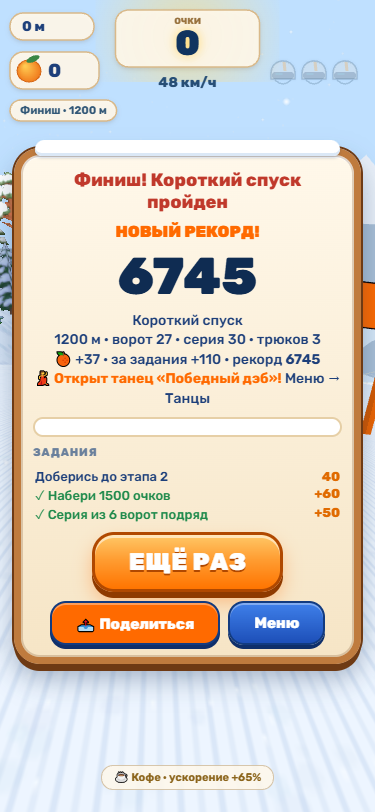 0 м
очки
0
0
48 км/ч
Финиш · 1200 м
Финиш! Короткий спуск
пройден
НОВЫЙ РЕКОРД!
6745
Короткий спуск
1200 м · ворот 27 · серия 30 · трюков 3
🍊 +37 · за задания +110 · рекорд 6745
💃 Открыт танец «Победный дэб»! Меню →
Танцы
ЗАДАНИЯ
Доберись до этапа 2 40
✓ Набери 1500 очков +60
✓ Серия из 6 ворот подряд +50
ЕЩЁ РАЗ
📤 Поделиться
Меню
Кофе · ускорение +65%